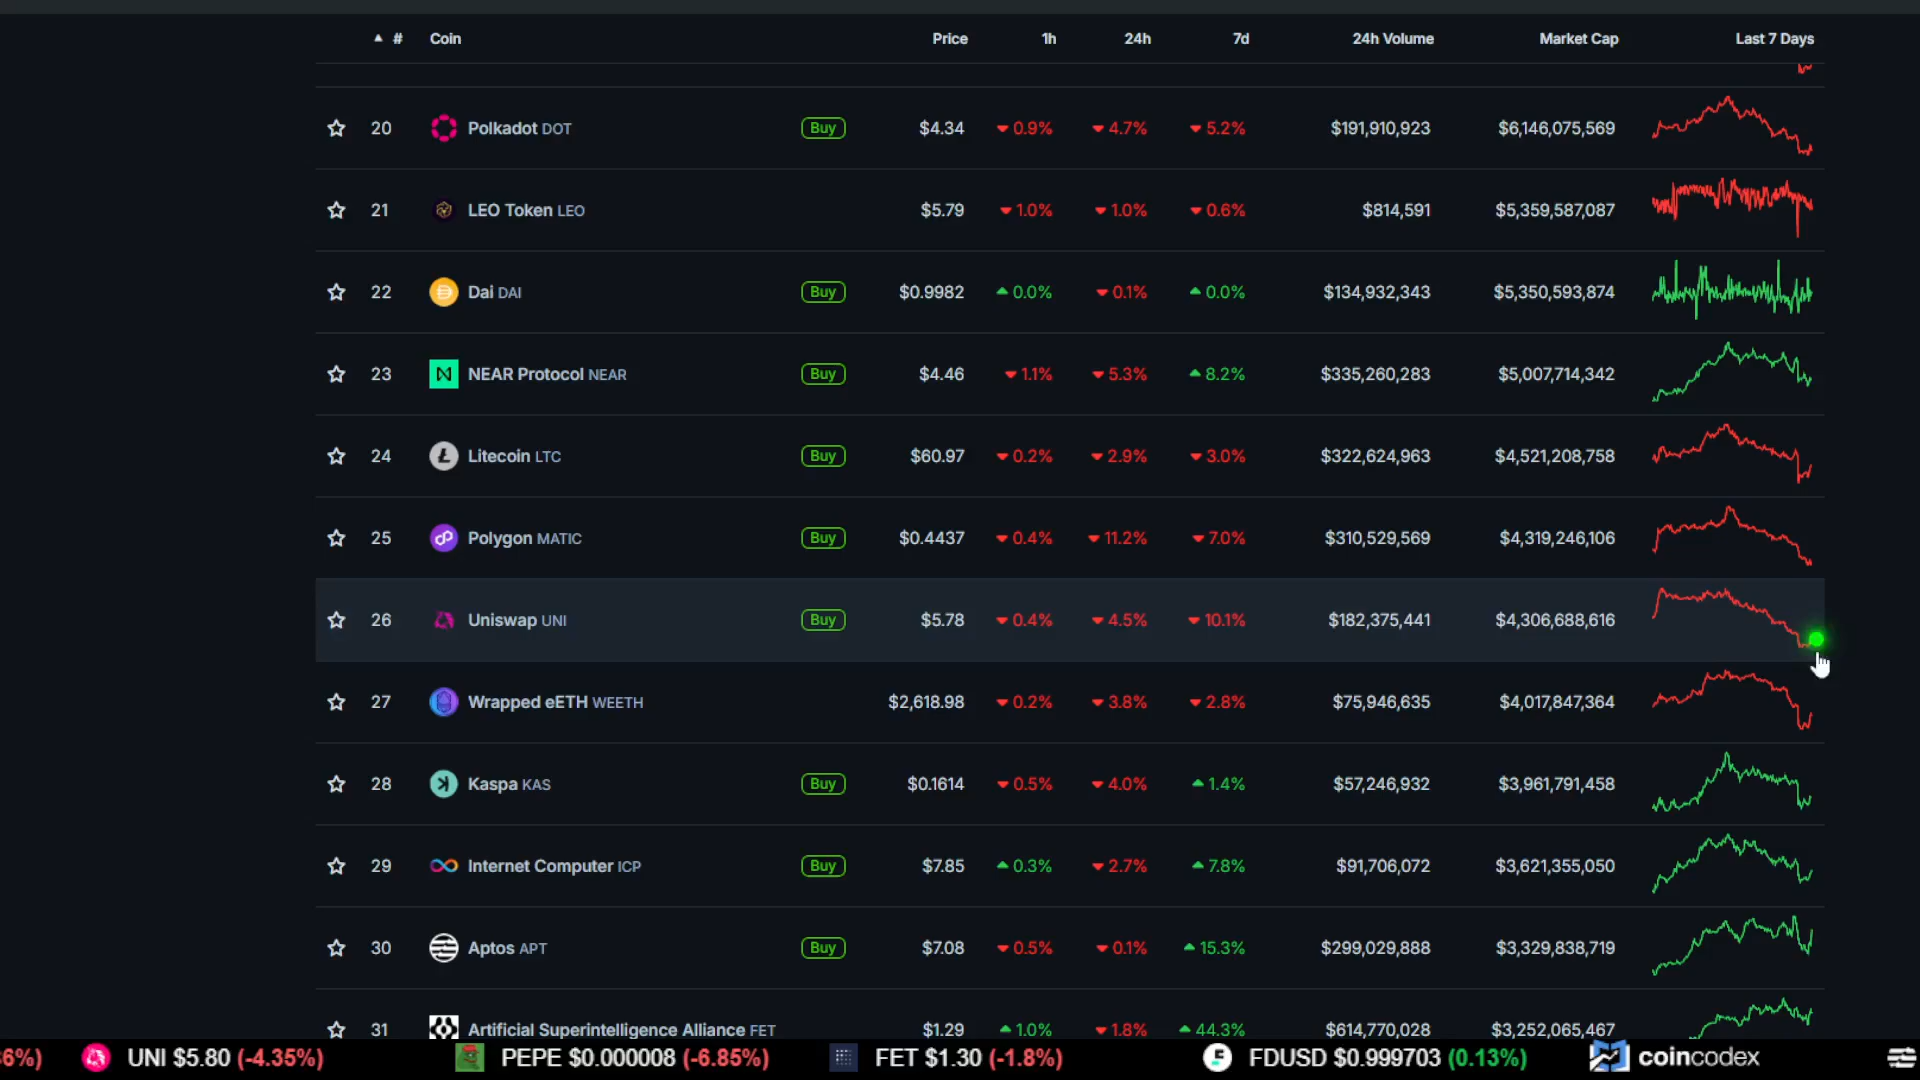 ▲ # Coin Price 1h 24h 7d 24h Volume Market Cap Last 7 Days
20 Polkadot DOT Buy $4.34 ▼ 0.9% ▼ 4.7% ▼ 5.2% $191,910,923 $6,146,075,569
21 LEO Token LEO $5.79 ▼ 1.0% ▼ 1.0% ▼ 0.6% $814,591 $5,359,587,087
22 Dai DAI Buy $0.9982 ▲ 0.0% ▼ 0.1% ▲ 0.0% $134,932,343 $5,350,593,874
23 NEAR Protocol NEAR Buy $4.46 ▼ 1.1% ▼ 5.3% ▲ 8.2% $335,260,283 $5,007,714,342
24 Litecoin LTC Buy $60.97 ▼ 0.2% ▼ 2.9% ▼ 3.0% $322,624,963 $4,521,208,758
25 Polygon MATIC Buy $0.4437 ▼ 0.4% ▼ 11.2% ▼ 7.0% $310,529,569 $4,319,246,106
26 Uniswap UNI Buy $5.78 ▼ 0.4% ▼ 4.5% ▼ 10.1% $182,375,441 $4,306,688,616
27 Wrapped eETH WEETH $2,618.98 ▼ 0.2% ▼ 3.8% ▼ 2.8% $75,946,635 $4,017,847,364
28 Kaspa KAS Buy $0.1614 ▼ 0.5% ▼ 4.0% ▲ 1.4% $57,246,932 $3,961,791,458
29 Internet Computer ICP Buy $7.85 ▲ 0.3% ▼ 2.7% ▲ 7.8% $91,706,072 $3,621,355,050
30 Aptos APT Buy $7.08 ▼ 0.5% ▼ 0.1% ▲ 15.3% $299,029,888 $3,329,838,719
31 Artificial Superintelligence Alliance FET $1.29 ▲ 1.0% ▼ 1.8% ▲ 44.3% $614,770,028 $3,252,065,467
6%) UNI $5.80 (-4.35%) PEPE $0.000008 (-6.85%) FET $1.30 (-1.8%) FDUSD $0.999703 (0.13%) coincodex